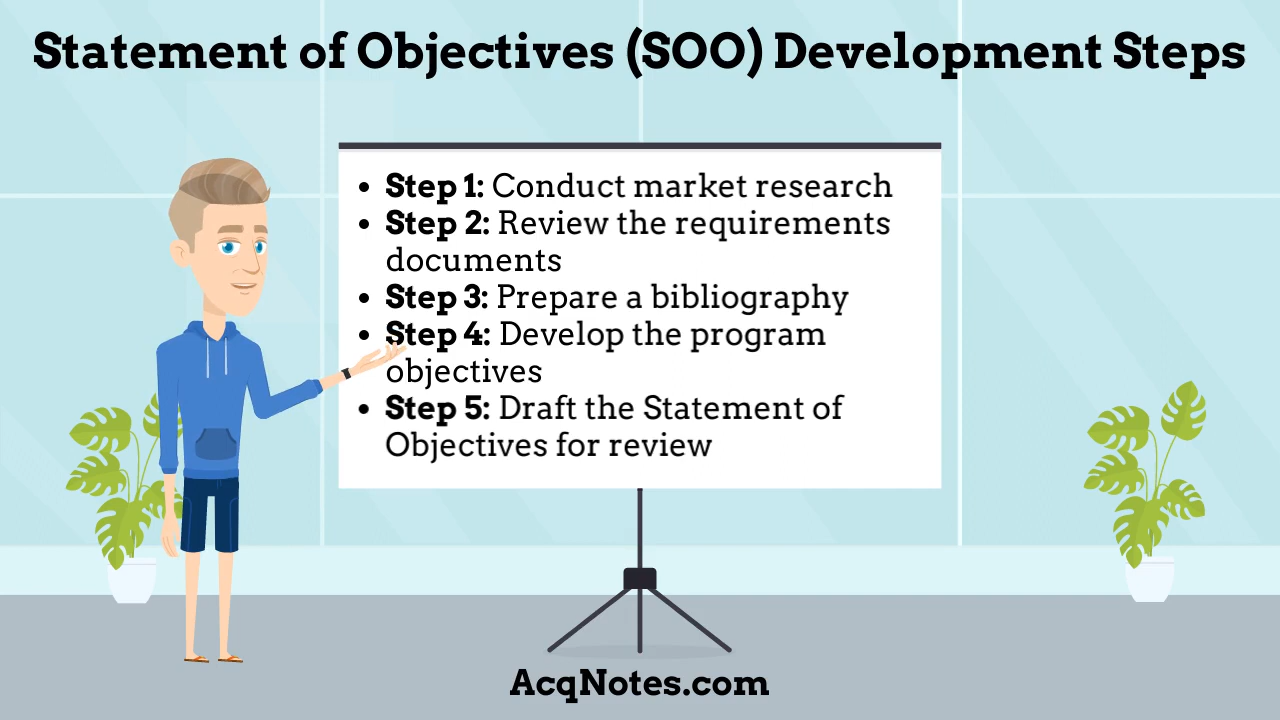 Statement of Objectives (SOO) Development Steps
• Step 1: Conduct market research
• Step 2: Review the requirements
documents
• Step 3: Prepare a bibliography
• Step 4: Develop the program
objectives
• Step 5: Draft the Statement of
Objectives for review
AcqNotes.com